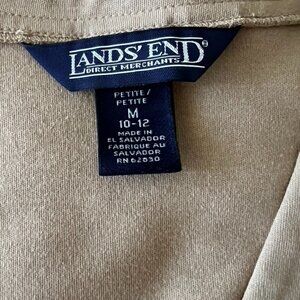 LANDS' END®
DIRECT MERCHANTS
PETITE/
PETITE
M
10-12
MADE IN
EL SALVADOR
FABRIQUE AU
SALVADOR
RN 62830